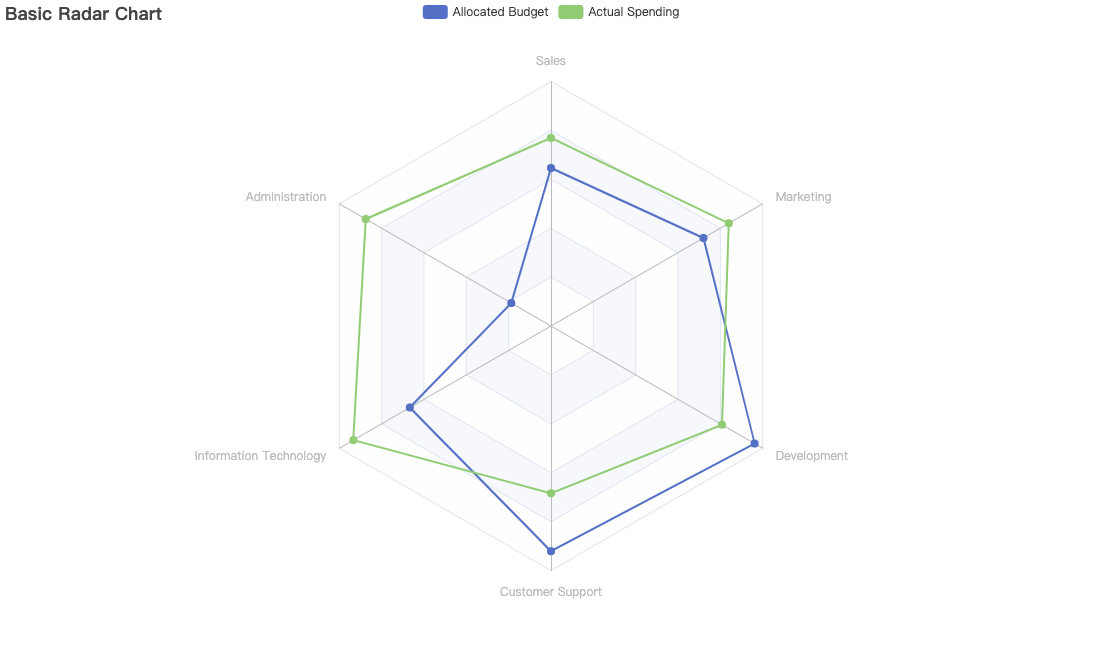 Basic Radar Chart
Allocated Budget
Actual Spending
Sales
Administration
Marketing
Information Technology
Development
Customer Support